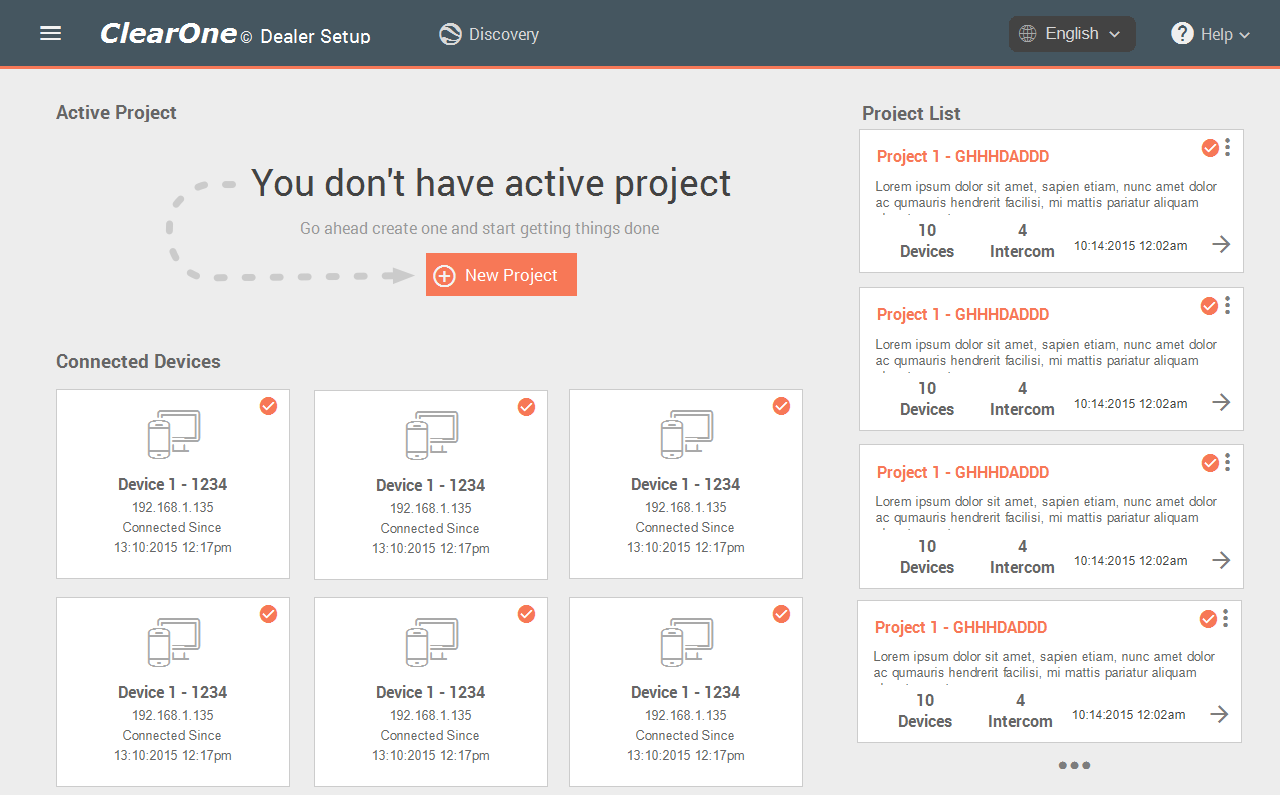 ClearOne© Dealer Setup
Discovery
English
? Help
Active Project
You don't have active project
Go ahead create one and start getting things done
New Project
Connected Devices
Device 1 - 1234
192.168.1.135
Connected Since
13:10:2015 12:17pm
Device 1 - 1234
192.168.1.135
Connected Since
13:10:2015 12:17pm
Device 1 - 1234
192.168.1.135
Connected Since
13:10:2015 12:17pm
Device 1 - 1234
192.168.1.135
Connected Since
13:10:2015 12:17pm
Device 1 - 1234
192.168.1.135
Connected Since
13:10:2015 12:17pm
Device 1 - 1234
192.168.1.135
Connected Since
13:10:2015 12:17pm
Project List
Project 1 - GHHHDADDD
Lorem ipsum dolor sit amet, sapien etiam, nunc amet dolor
ac qumauris hendrerit facilisi, mi mattis pariatur aliquam
10 Devices
4 Intercom
10:14:2015 12:02am
Project 1 - GHHHDADDD
Lorem ipsum dolor sit amet, sapien etiam, nunc amet dolor
ac qumauris hendrerit facilisi, mi mattis pariatur aliquam
10 Devices
4 Intercom
10:14:2015 12:02am
Project 1 - GHHHDADDD
Lorem ipsum dolor sit amet, sapien etiam, nunc amet dolor
ac qumauris hendrerit facilisi, mi mattis pariatur aliquam
10 Devices
4 Intercom
10:14:2015 12:02am
Project 1 - GHHHDADDD
Lorem ipsum dolor sit amet, sapien etiam, nunc amet dolor
ac qumauris hendrerit facilisi, mi mattis pariatur aliquam
10 Devices
4 Intercom
10:14:2015 12:02am